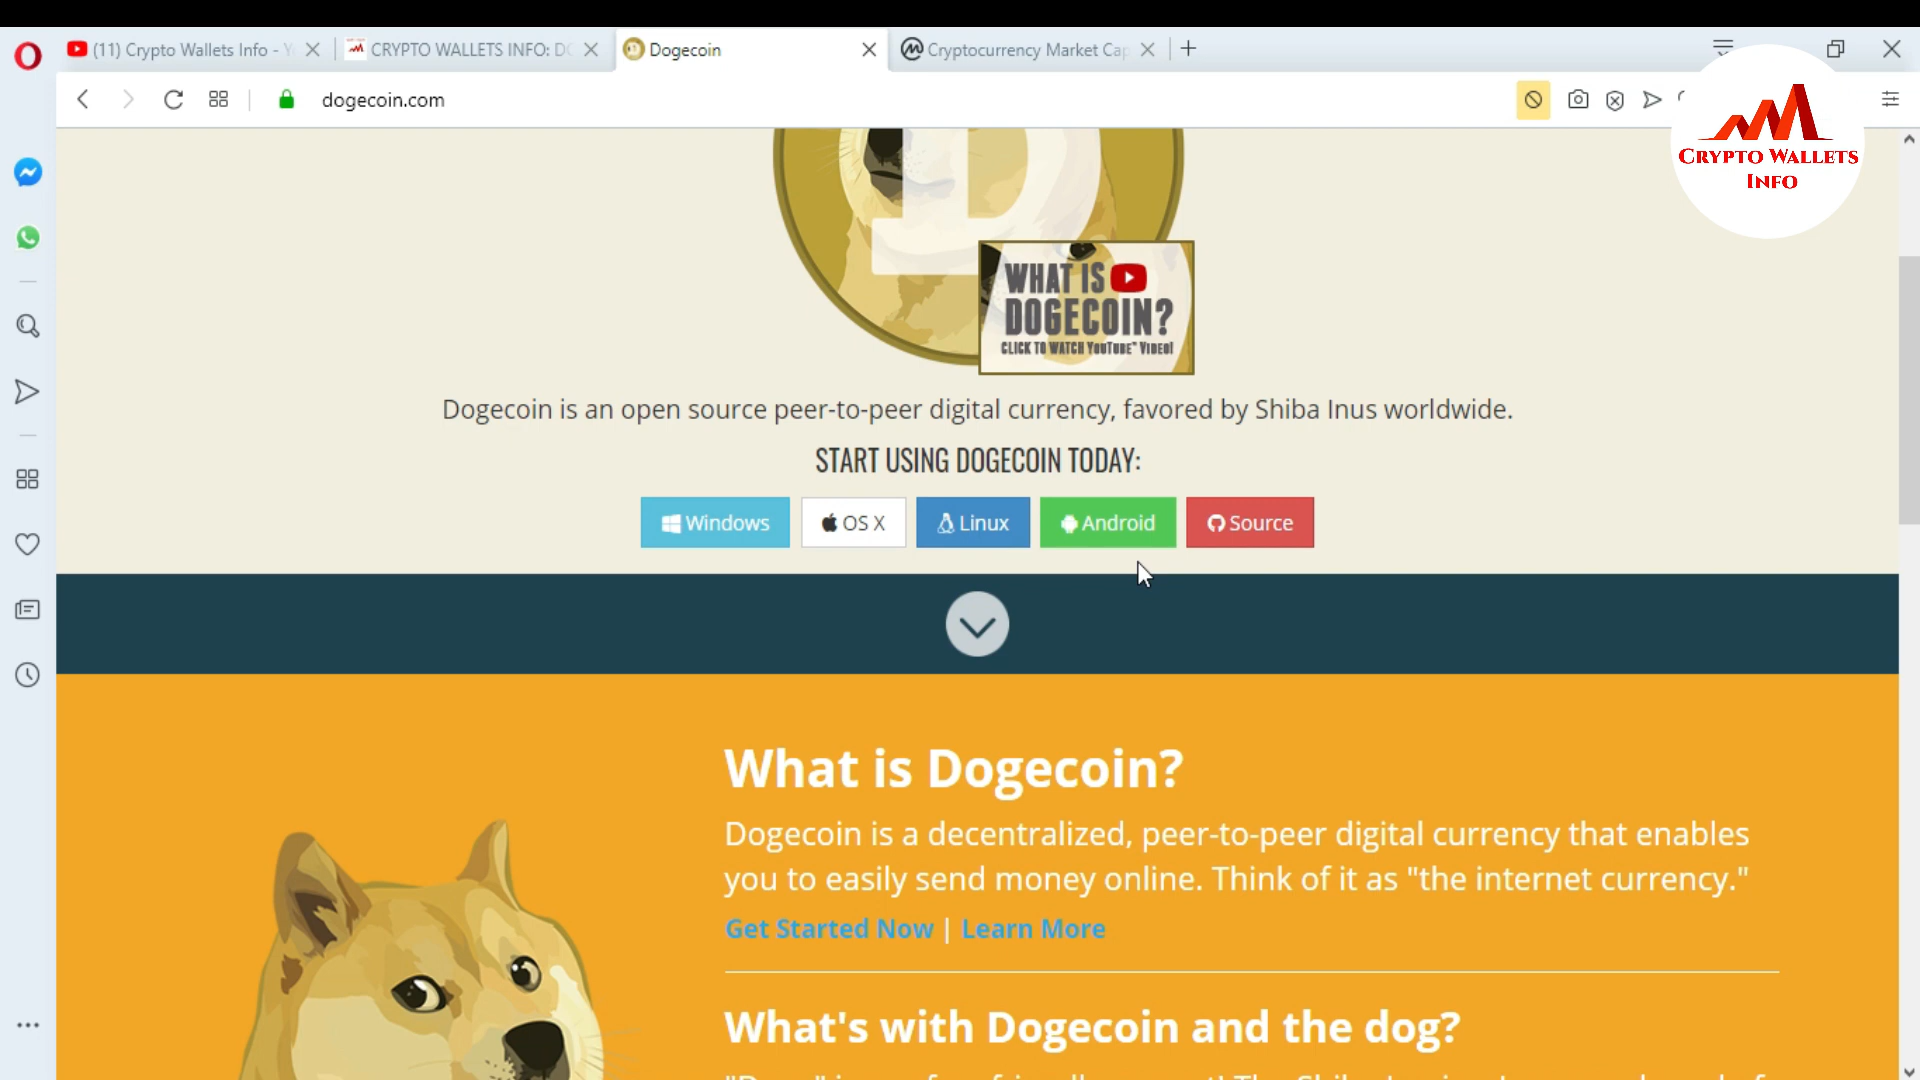 (11) Crypto Wallets Info - Y
CRYPTO WALLETS INFO: DO
Dogecoin
Cryptocurrency Market Cap
dogecoin.com
CRYPTO WALLETS
INFO
D
WHAT IS
DOGECOIN?
CLICK TO WATCH YOUTUBE™ VIDEO!
Dogecoin is an open source peer-to-peer digital currency, favored by Shiba Inus worldwide.
START USING DOGECOIN TODAY:
Windows
OS X
Linux
Android
Source
What is Dogecoin?
Dogecoin is a decentralized, peer-to-peer digital currency that enables
you to easily send money online. Think of it as "the internet currency."
Get Started Now | Learn More
What's with Dogecoin and the dog?